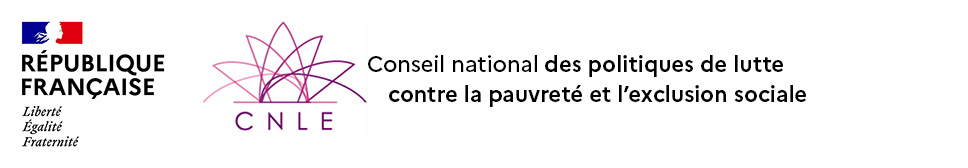 RÉPUBLIQUE
FRANÇAISE
Liberté
Égalité
Fraternité
CNLE
Conseil national des politiques de lutte
contre la pauvreté et l'exclusion sociale